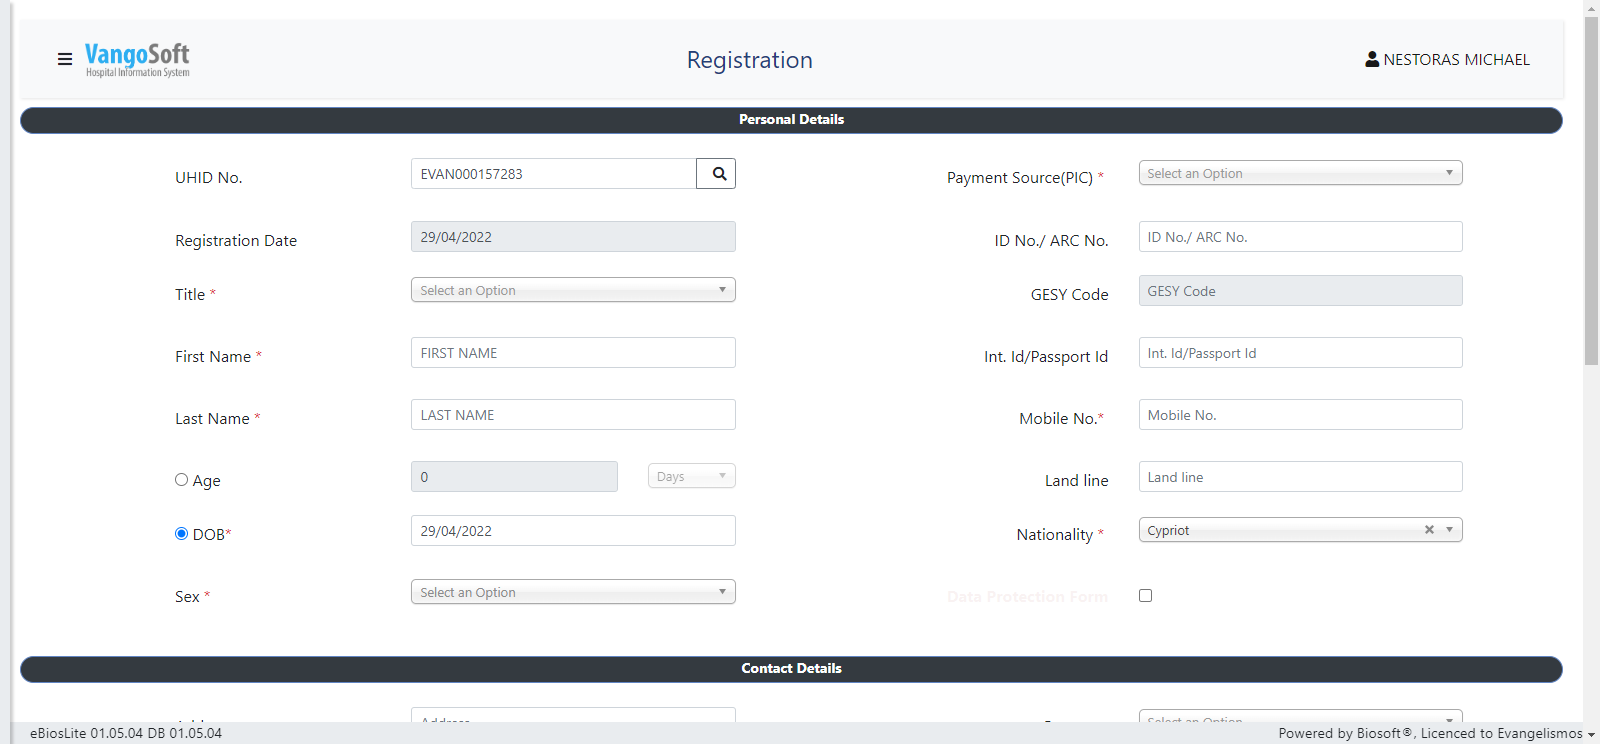 VangoSoft
Hospital Information System
Registration
NESTORAS MICHAEL
Personal Details
UHID No.
EVAN000157283
Payment Source(PIC) *
Select an Option
Registration Date
29/04/2022
ID No./ ARC No.
ID No./ ARC No.
Title *
Select an Option
GESY Code
GESY Code
First Name *
FIRST NAME
Int. Id/Passport Id
Int. Id/Passport Id
Last Name *
LAST NAME
Mobile No.*
Mobile No.
Age
0
Days
Land line
Land line
DOB*
29/04/2022
Nationality *
Cypriot
Sex *
Select an Option
Data Protection Form
Contact Details
Address
Select an Option
eBiosLite 01.05.04 DB 01.05.04
Powered by Biosoft®, Licenced to Evangelismos